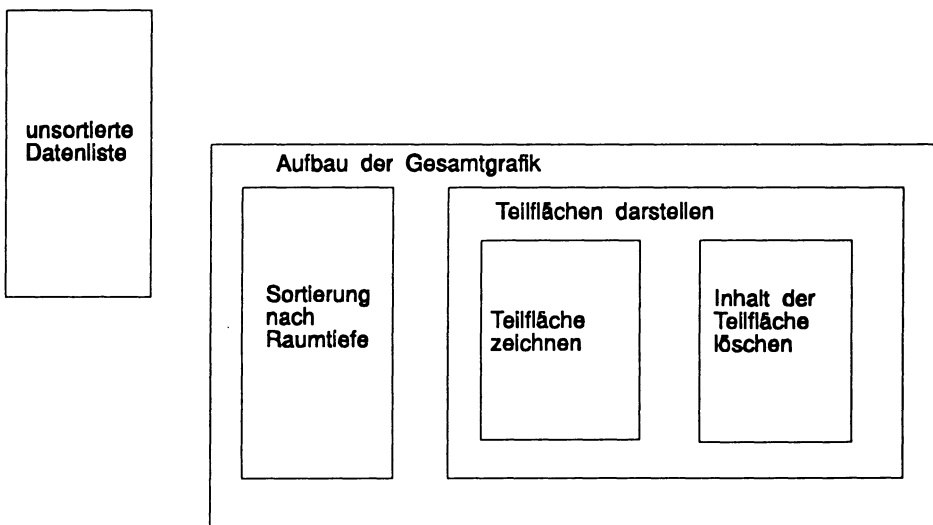 unsortierte
Datenliste
Aufbau der Gesamtgrafik
Sortierung
nach
Raumtiefe
Teilflächen darstellen
Teilfläche
zeichnen
Inhalt der
Teilfläche
löschen